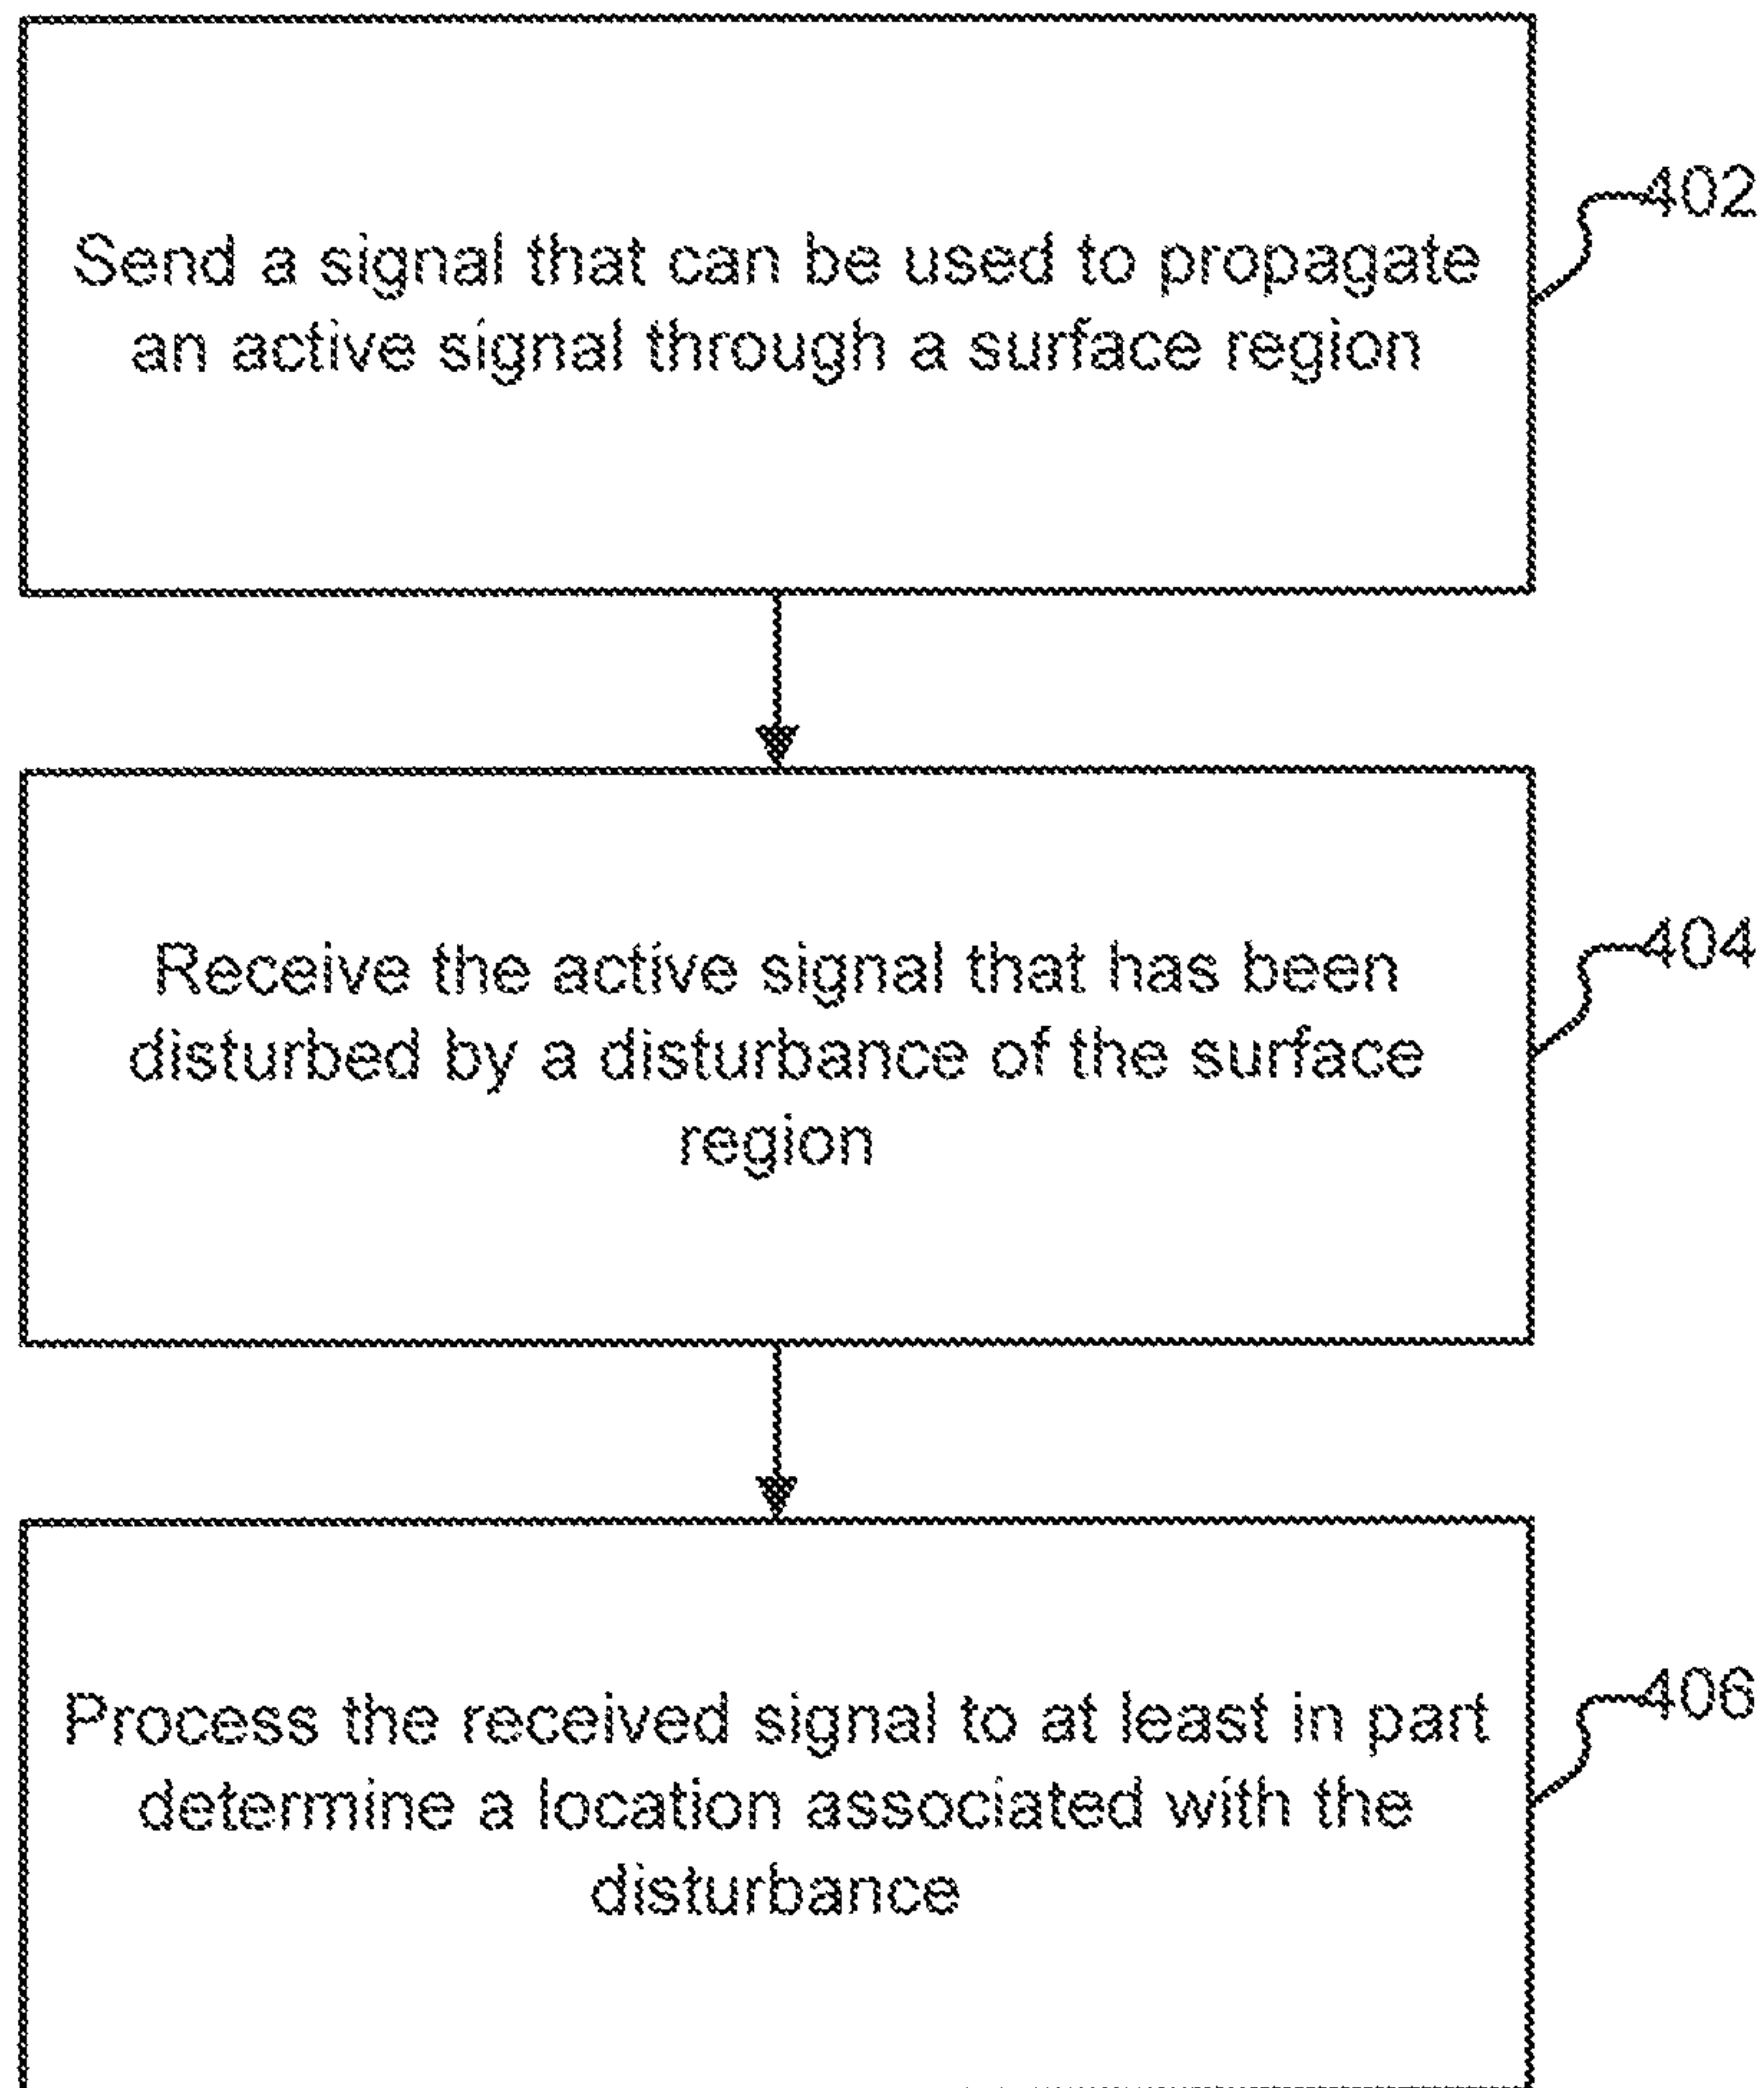 Send a signal that can be used to propagate
an active signal through a surface region
402
Receive the active signal that has been
disturbed by a disturbance of the surface
region
404
Process the received signal to at least in part
determine a location associated with the
disturbance
406